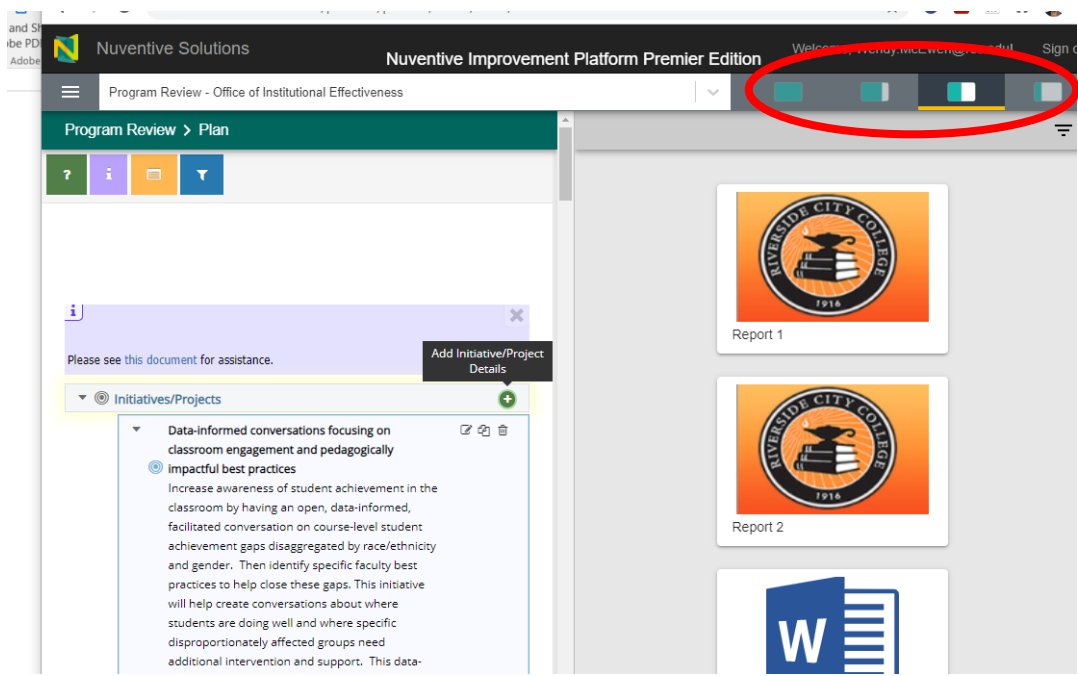 and Sh
Adobe
Nuventive Solutions
Nuventive Improvement Platform Premier Edition
Sign o
Program Review - Office of Institutional Effectiveness
Program Review > Plan
?
i
i
Please see this document for assistance.
Add Initiative/Project
Details
Initiatives/Projects
Data-informed conversations focusing on
classroom engagement and pedagogically
impactful best practices
Increase awareness of student achievement in the
classroom by having an open, data-informed,
facilitated conversation on course-level student
achievement gaps disaggregated by race/ethnicity
and gender. Then identify specific faculty best
practices to help close these gaps. This initiative
will help create conversations about where
students are doing well and where specific
disproportionately affected groups need
additional intervention and support. This data-
RIVERSIDE CITY COLLEGE
1916
Report 1
RIVERSIDE CITY COLLEGE
1916
Report 2
W